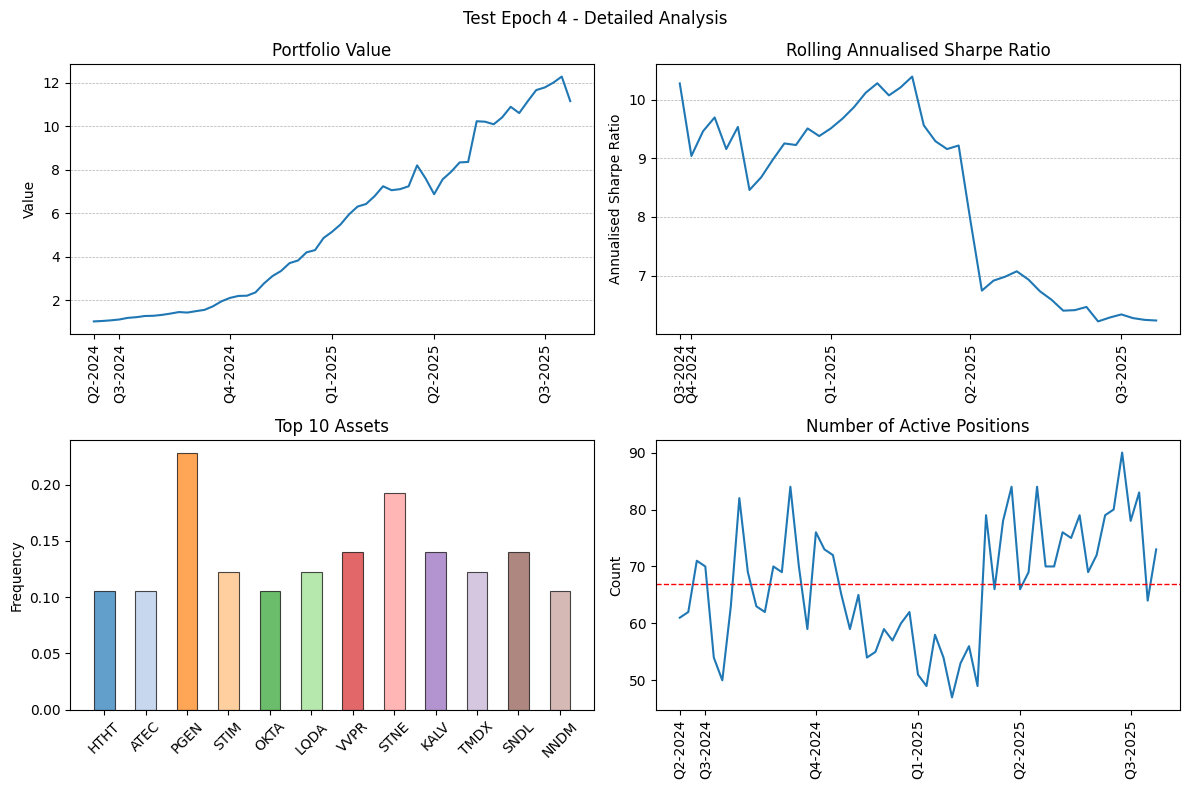 Test Epoch 4 - Detailed Analysis
Portfolio Value
Value
12
10
8
6
4
2
Q2-2024
Q3-2024
Q4-2024
Q1-2025
Q2-2025
Q3-2025
Rolling Annualised Sharpe Ratio
Annualised Sharpe Ratio
10
9
8
7
Q3-2024
Q4-2024
Q1-2025
Q2-2025
Q3-2025
Top 10 Assets
Frequency
0.20
0.15
0.10
0.05
0.00
HTHT
ATEC
PGEN
STIM
OKTA
LQDA
VVPR
STNE
KALV
TMDX
SNDL
NNDM
Number of Active Positions
Count
90
80
70
60
50
Q2-2024
Q3-2024
Q4-2024
Q1-2025
Q2-2025
Q3-2025